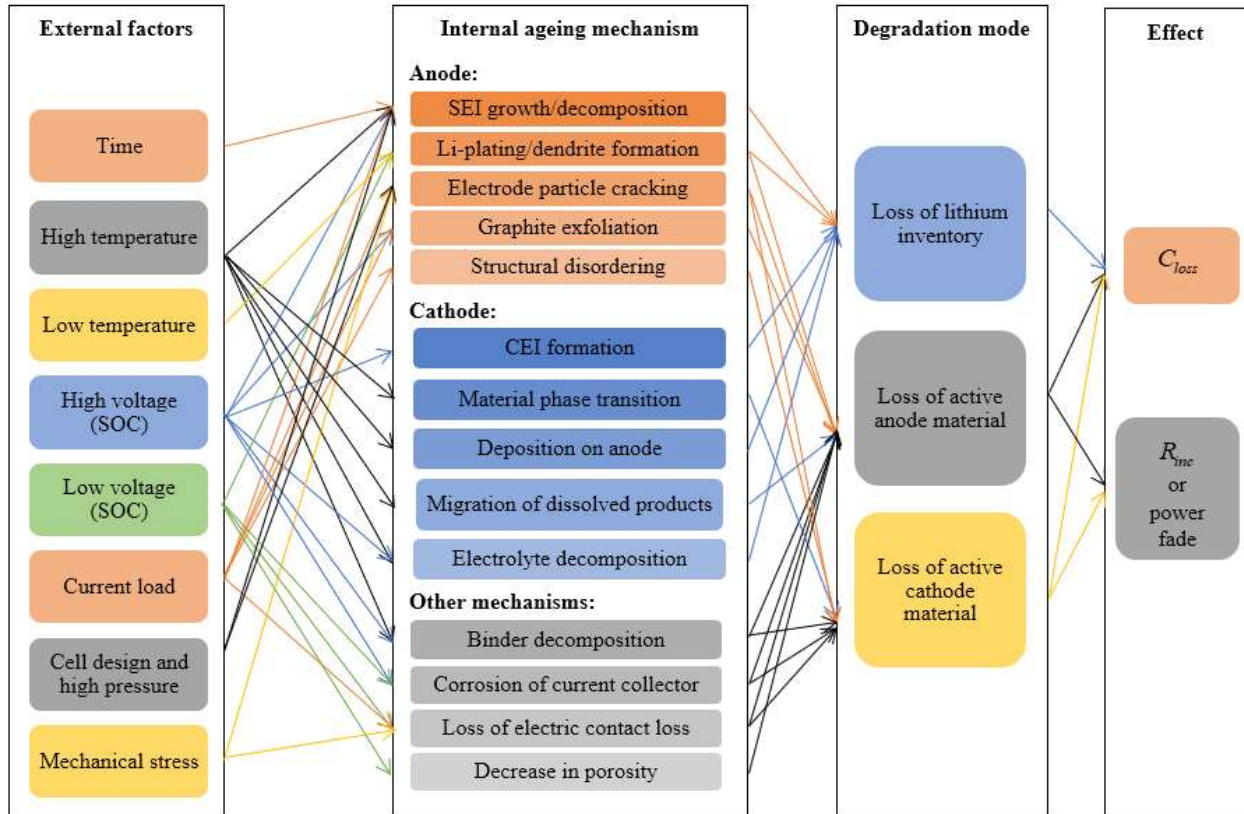 External factors
Time
High temperature
Low temperature
High voltage
(SOC)
Low voltage
(SOC)
Current load
Cell design and
high pressure
Mechanical stress
Internal ageing mechanism
Anode:
SEI growth/decomposition
Li-plating/dendrite formation
Electrode particle cracking
Graphite exfoliation
Structural disordering
Cathode:
CEI formation
Material phase transition
Deposition on anode
Migration of dissolved products
Electrolyte decomposition
Other mechanisms:
Binder decomposition
Corrosion of current collector
Loss of electric contact loss
Decrease in porosity
Degradation mode
Loss of lithium
inventory
Loss of active
anode material
Loss of active
cathode
material
Effect
C_loss
R_inc
or
power
fade